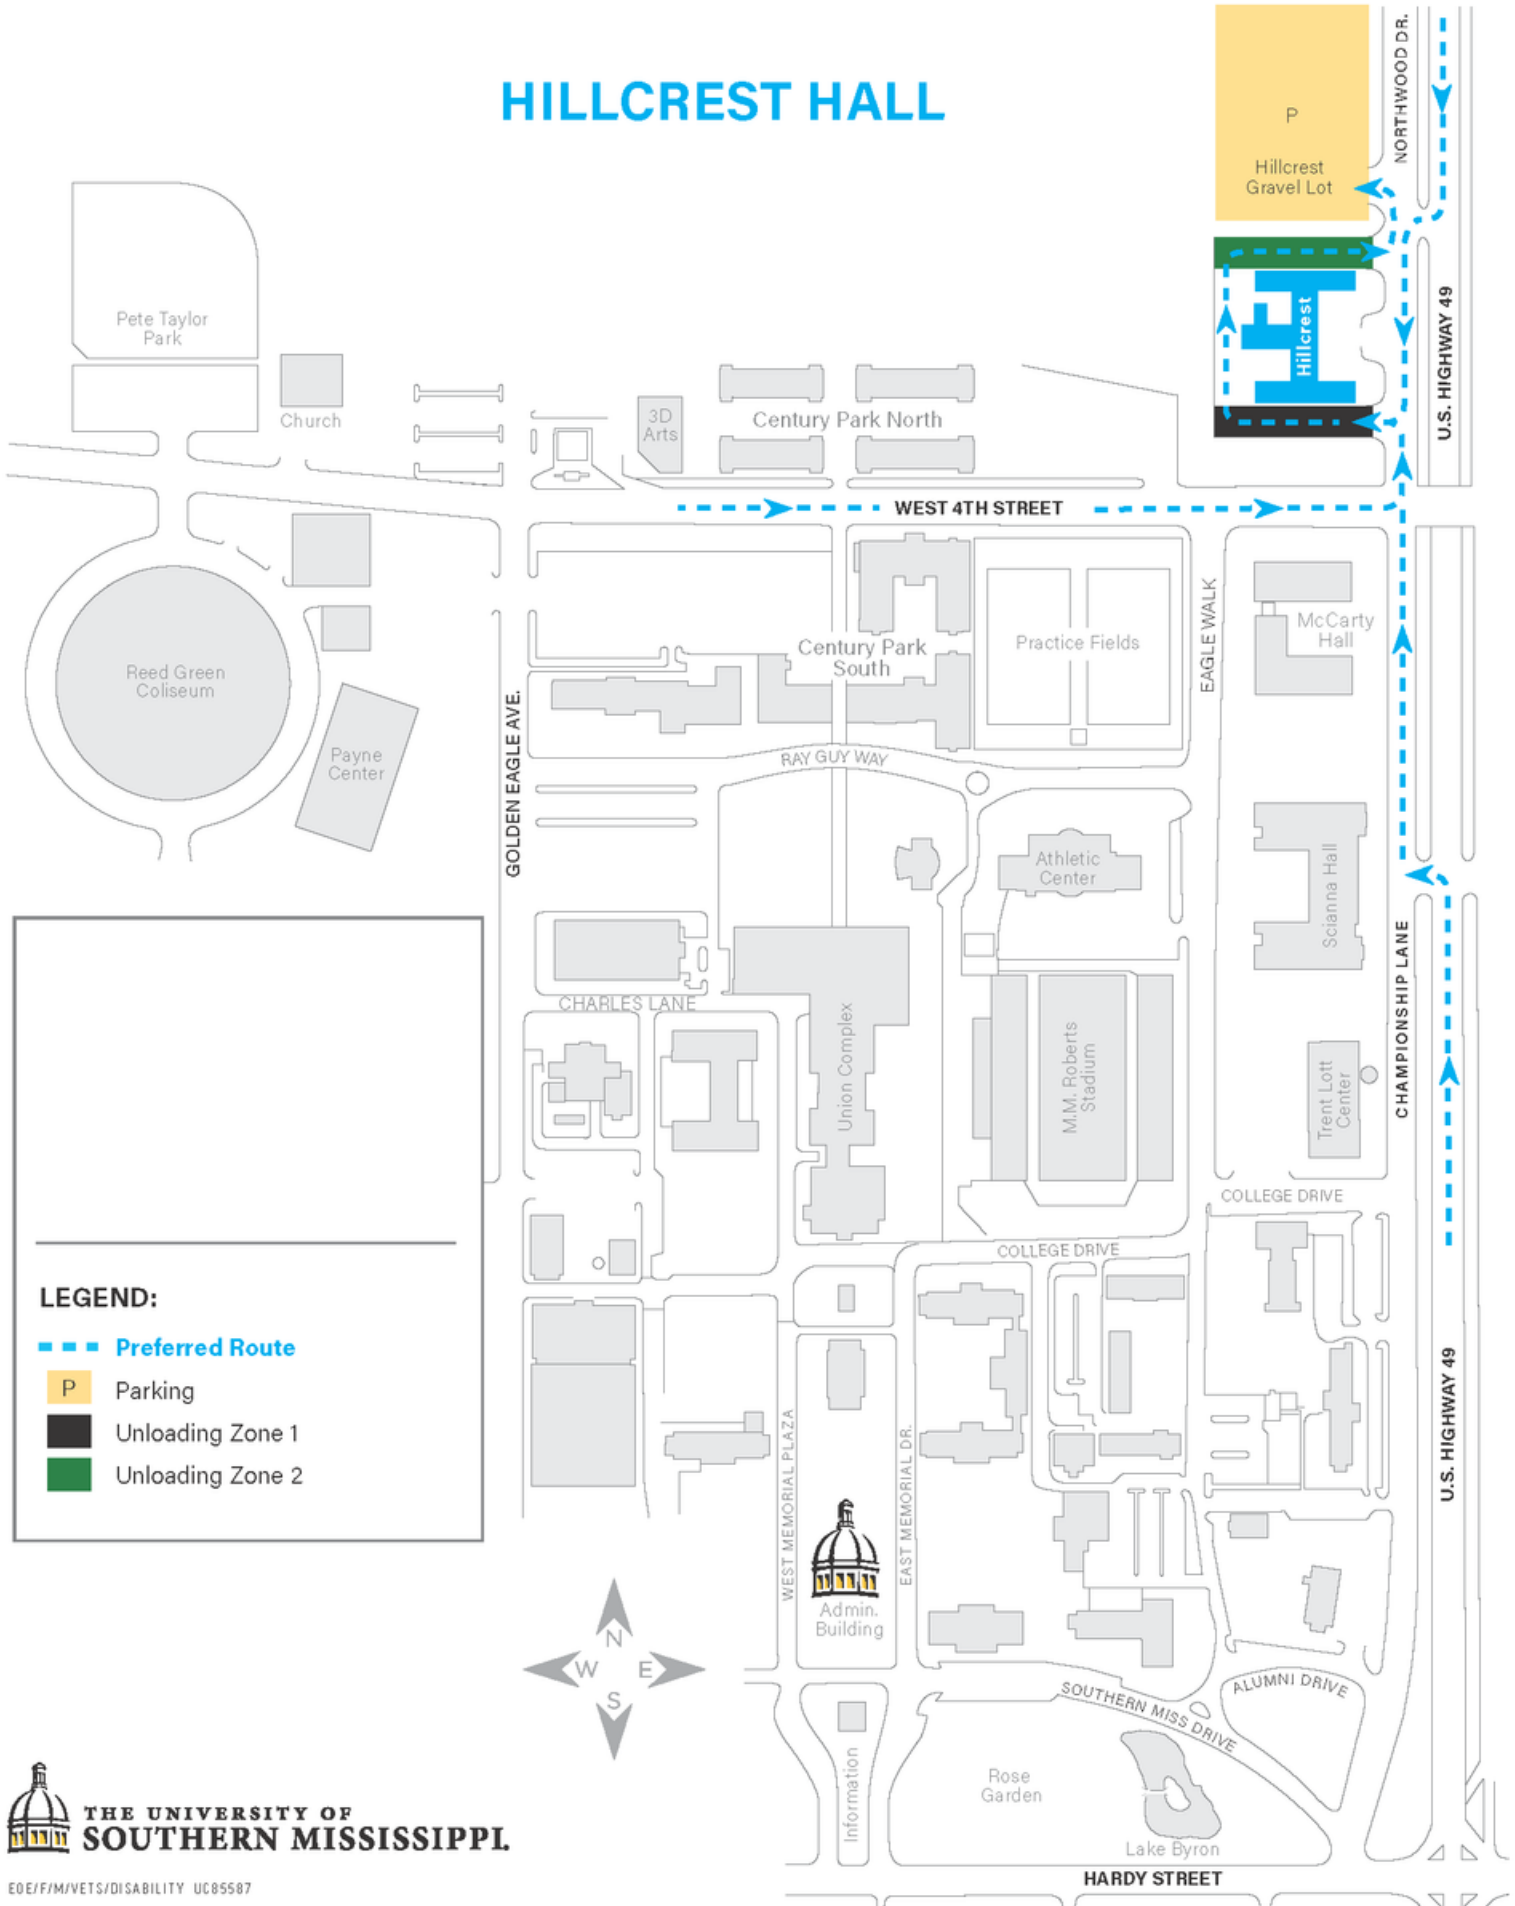 HILLCREST HALL
NORTHWOOD DR.
P
Hillcrest
Gravel Lot
Hillcrest
U.S. HIGHWAY 49
Pete Taylor
Park
Church
3D
Arts
Century Park North
WEST 4TH STREET
Reed Green
Coliseum
Payne
Center
GOLDEN EAGLE AVE.
Century Park
South
Practice Fields
EAGLE WALK
McCarty
Hall
RAY GUY WAY
Athletic
Center
Scianna Hall
CHAMPIONSHIP LANE
CHARLES LANE
Union Complex
M.M. Roberts
Stadium
Trent Lott
Center
COLLEGE DRIVE
COLLEGE DRIVE
LEGEND:
Preferred Route
P
Parking
Unloading Zone 1
Unloading Zone 2
WEST MEMORIAL PLAZA
EAST MEMORIAL DR.
U.S. HIGHWAY 49
Admin.
Building
N
W E
S
SOUTHERN MISS DRIVE
ALUMNI DRIVE
Information
Rose
Garden
Lake Byron
HARDY STREET
THE UNIVERSITY OF
SOUTHERN MISSISSIPPI.
EOE/F/M/VETS/DISABILITY UC85587